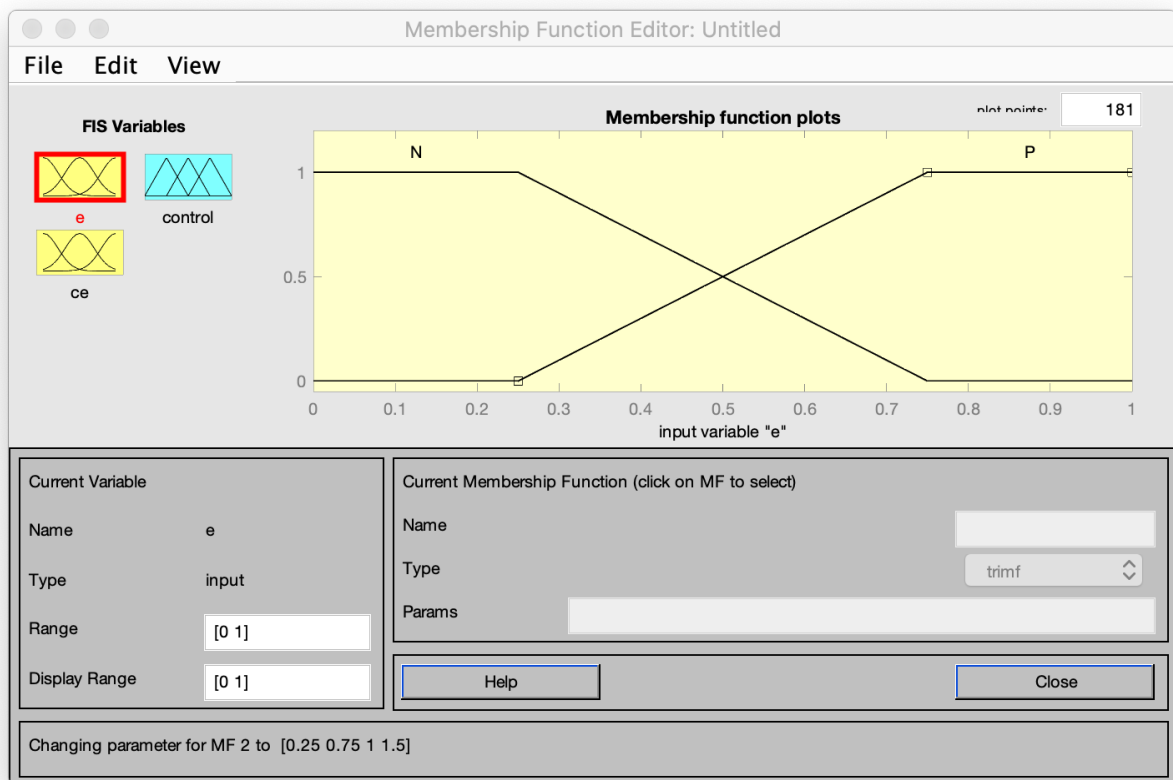 Membership Function Editor: Untitled
File Edit View
FIS Variables
e
control
ce
Membership function plots
plot points: 181
N P
1
0.5
0
0 0.1 0.2 0.3 0.4 0.5 0.6 0.7 0.8 0.9 1
input variable "e"
Current Variable
Name e
Type input
Range [0 1]
Display Range [0 1]
Current Membership Function (click on MF to select)
Name
Type trimf
Params
Help Close
Changing parameter for MF 2 to [0.25 0.75 1 1.5]